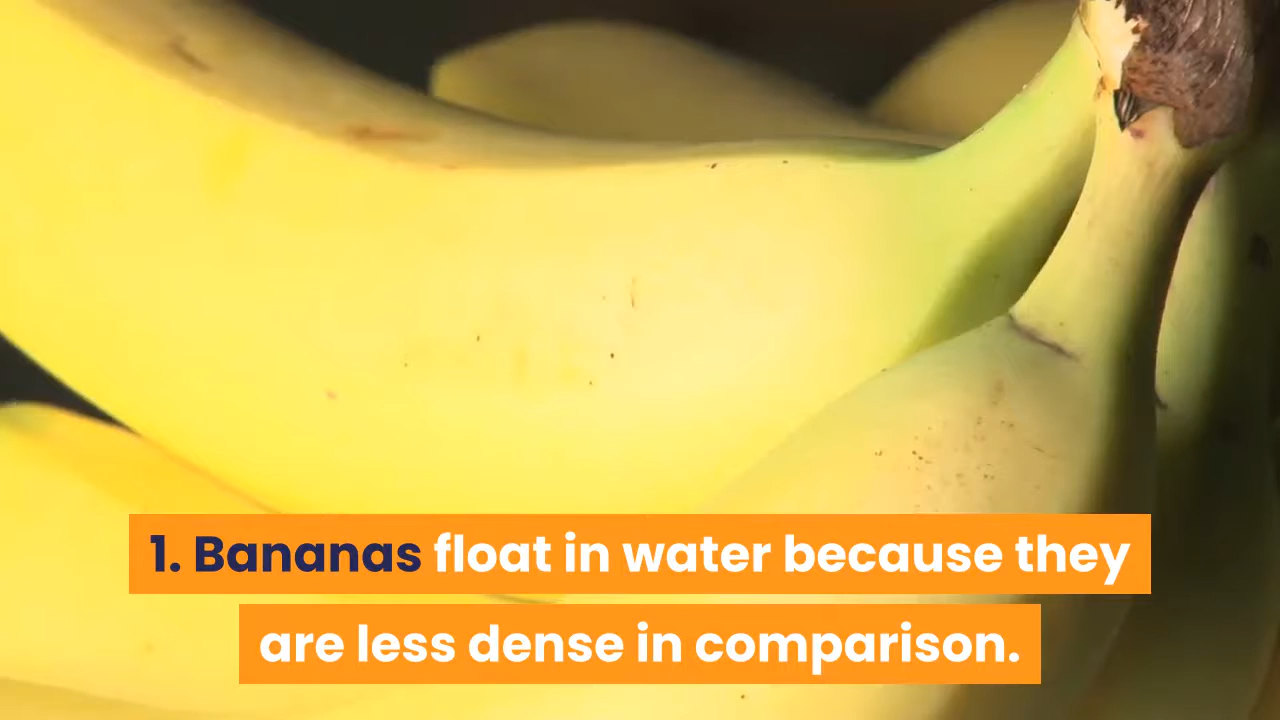 1. Bananas float in water because they
are less dense in comparison.